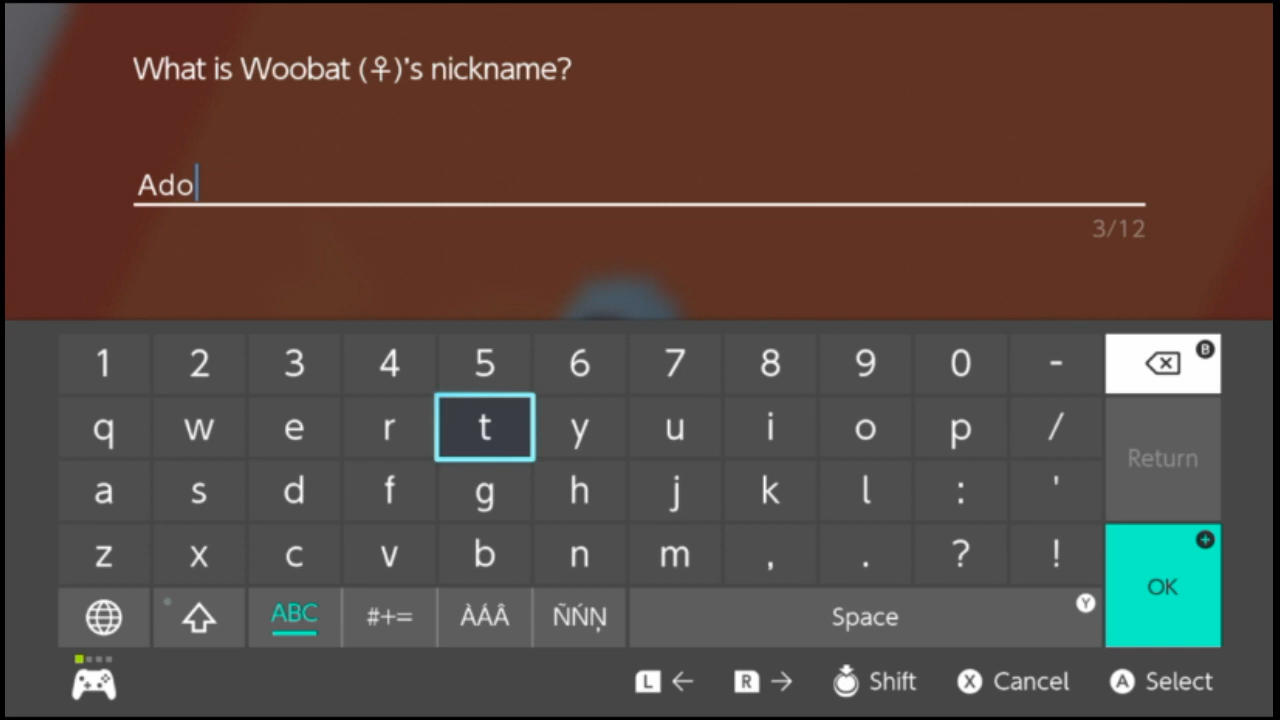 What is Woobat (♀)'s nickname?
Ado
3/12
1 2 3 4 5 6 7 8 9 0 - B
q w e r t y u i o p /
Return
a s d f g h j k l : '
z x c v b n m , . ? !
+
OK
ABC #+= ÀÁÂ ÑŃŅ Space Y
L ← R → Shift X Cancel A Select